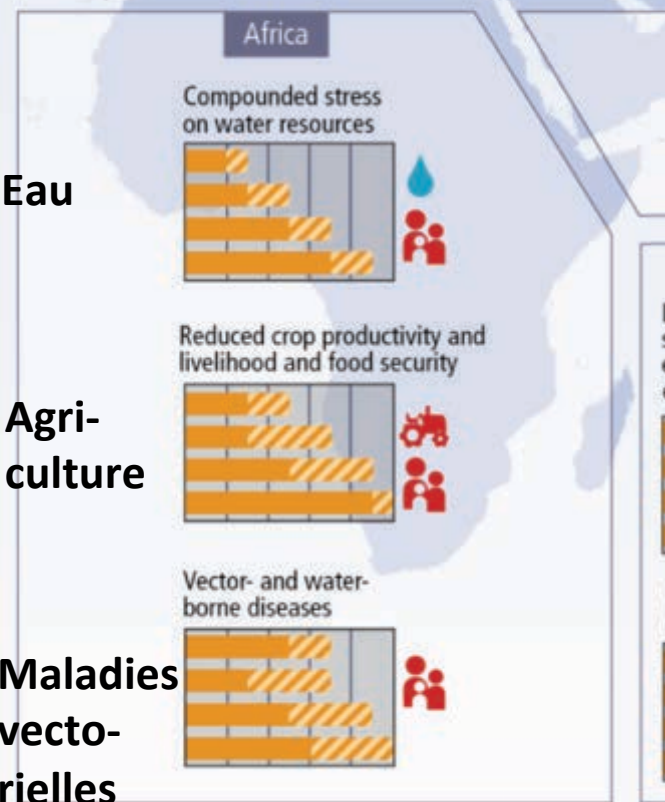 Africa
Compounded stress
on water resources
Eau
Reduced crop productivity and
livelihood and food security
Agri-
culture
Vector- and water-
borne diseases
Maladies
vecto-
rielles